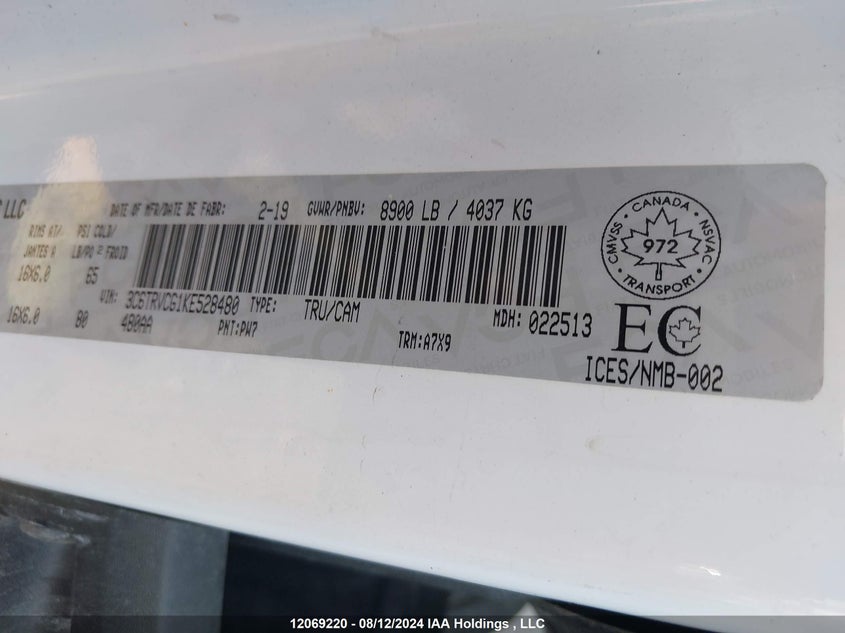 LLC
DATE OF MFR/DATE DE FABR: 2-19 GVWR/PNBV: 8900 LB / 4037 KG
RIMS AT/ PSI COLD/
JANTES A LB/PO² FROID
16X6.0 65
VIN: 3C6TRVCG1KE528480 TYPE: TRU/CAM MDH: 022513
16X6.0 80 480AA PNT:PW7 TRM:A7X9
CANADA
CMVSS
NSVAC
972
TRANSPORT
EC
ICES/NMB-002
12069220 - 08/12/2024 IAA Holdings , LLC